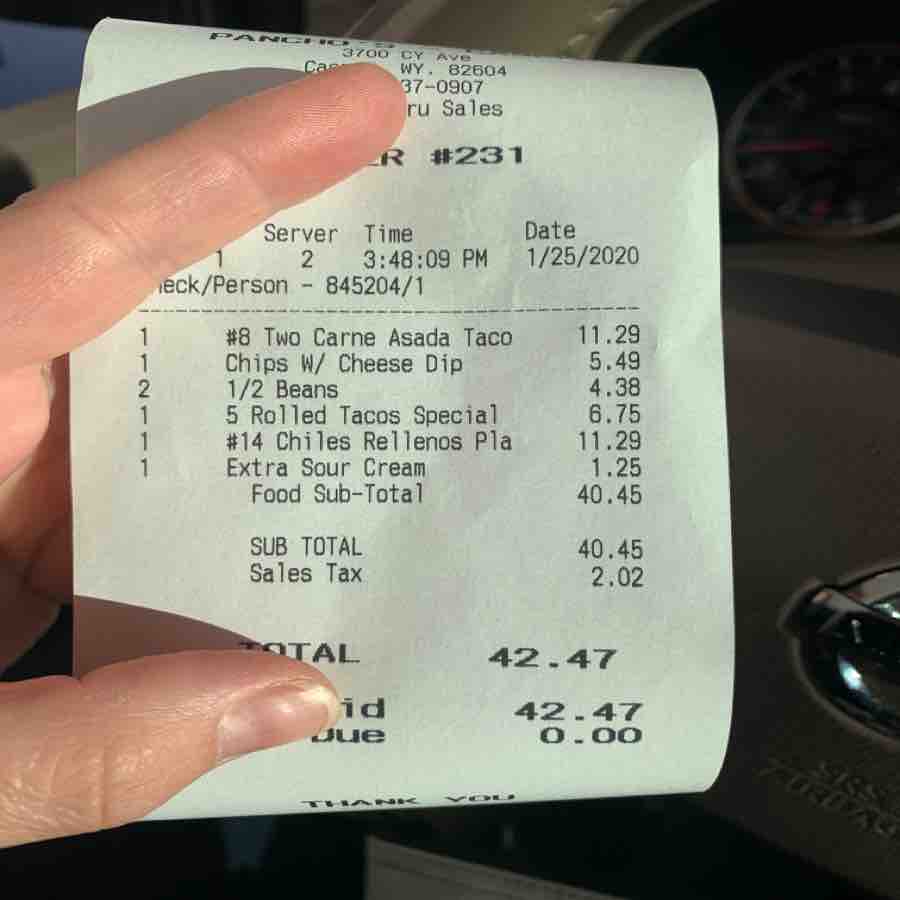 PANCHO'S
3700 CY Ave
WY. 82604
37-0907
ru Sales
R #231
Server Time Date
1 2 3:48:09 PM 1/25/2020
eck/Person - 845204/1
1 #8 Two Carne Asada Taco 11.29
1 Chips W/ Cheese Dip 5.49
2 1/2 Beans 4.38
1 5 Rolled Tacos Special 6.75
1 #14 Chiles Rellenos Pla 11.29
1 Extra Sour Cream 1.25
Food Sub-Total 40.45
SUB TOTAL 40.45
Sales Tax 2.02
TOTAL 42.47
id 42.47
Due 0.00
THANK YOU